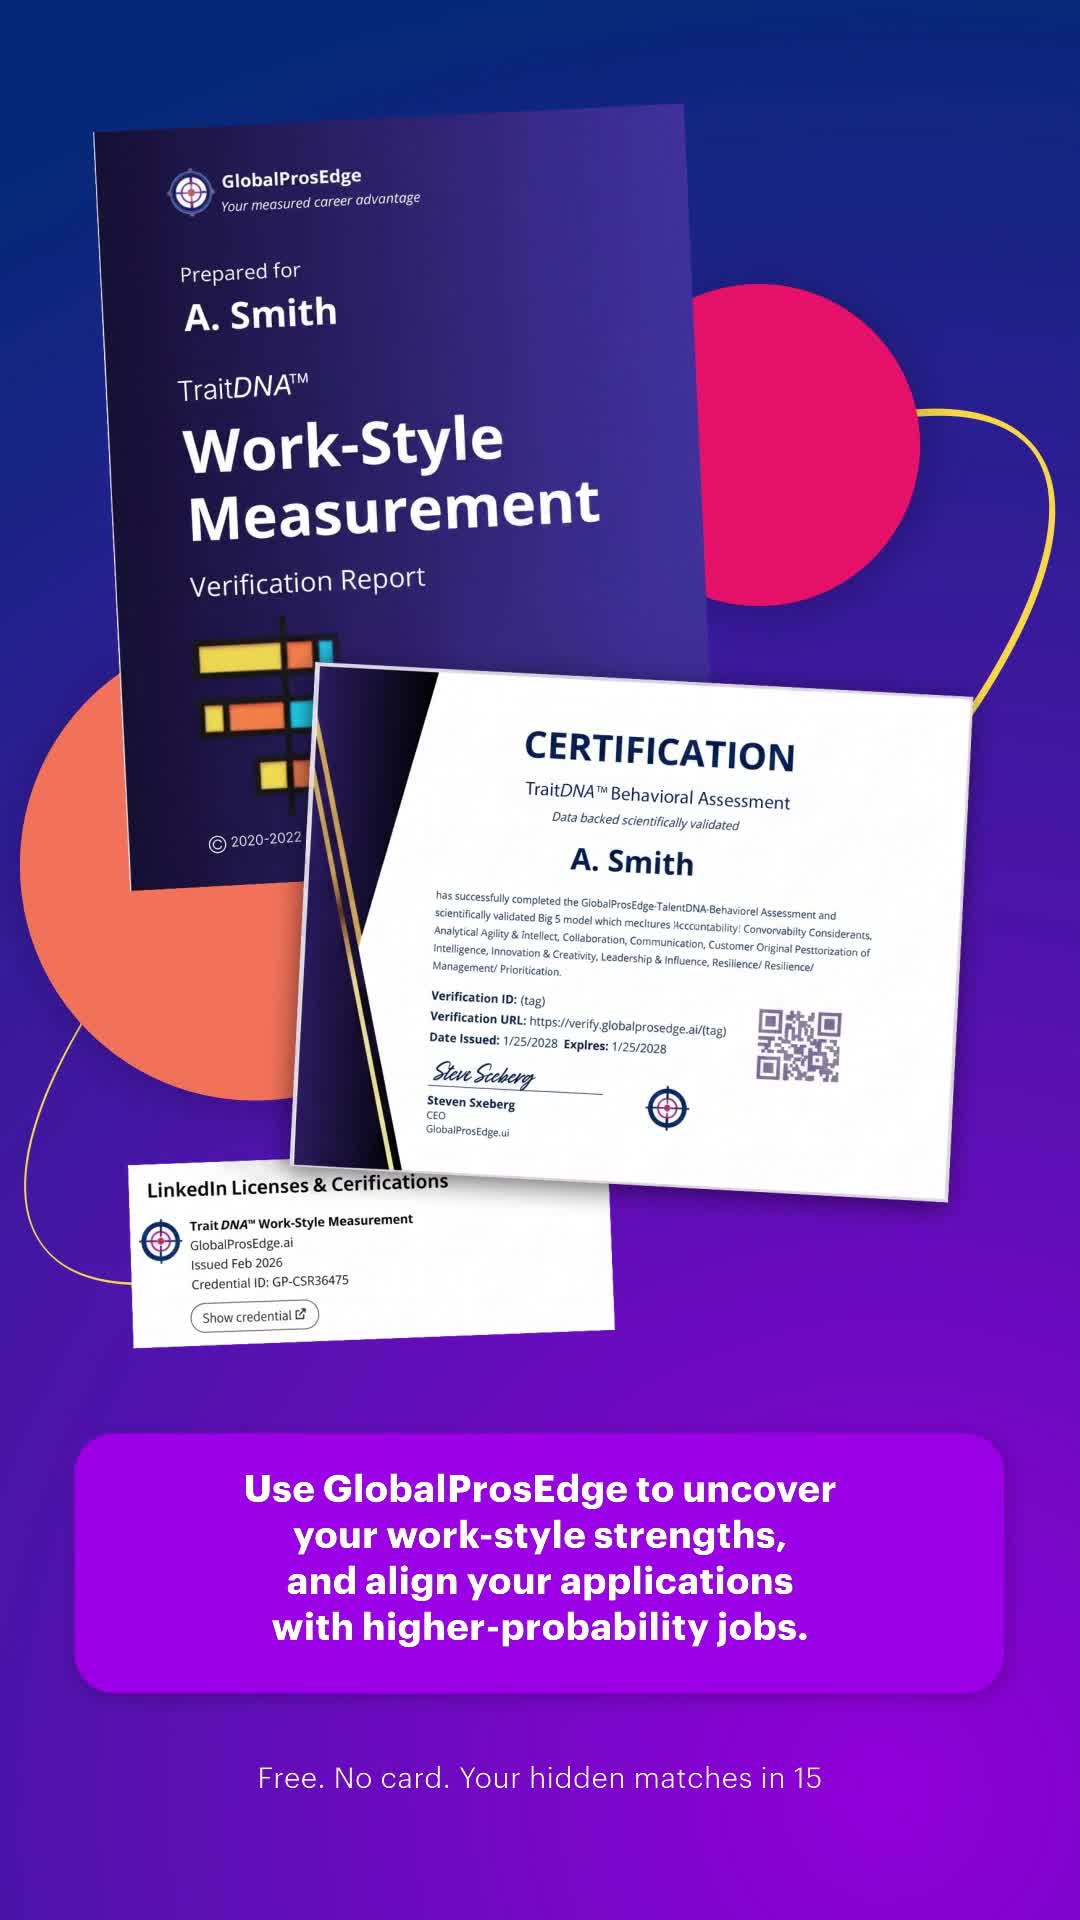 GlobalProsEdge
Your measured career advantage
Prepared for
A. Smith
TraitDNA™
Work-Style
Measurement
Verification Report
© 2020-2022
CERTIFICATION
TraitDNA™ Behavioral Assessment
Data backed scientifically validated
A. Smith
has successfully completed the GlobalProsEdge-TalentDNA-Behaviorel Assessment and
scientifically validated Big 5 model which Convorvabilty Considerants,
Analytical Agility & Intellect, Collaboration, Communication, Customer Original Pesttorization of
Intelligence, Innovation & Creativity, Leadership & Influence, Resilience/ Resilience/
Management/ Prioritication.
Verification ID: (tag)
Verification URL: https://verify.globalprosedge.ai/(tag)
Date Issued: 1/25/2028 Explres: 1/25/2028
Steven Sxeberg
CEO
GlobalProsEdge.ui
LinkedIn Licenses & Cerifications
Trait DNA™ Work-Style Measurement
GlobalProsEdge.ai
Issued Feb 2026
Credential ID: GP-CSR36475
Show credential
Use GlobalProsEdge to uncover
your work-style strengths,
and align your applications
with higher-probability jobs.
Free. No card. Your hidden matches in 15